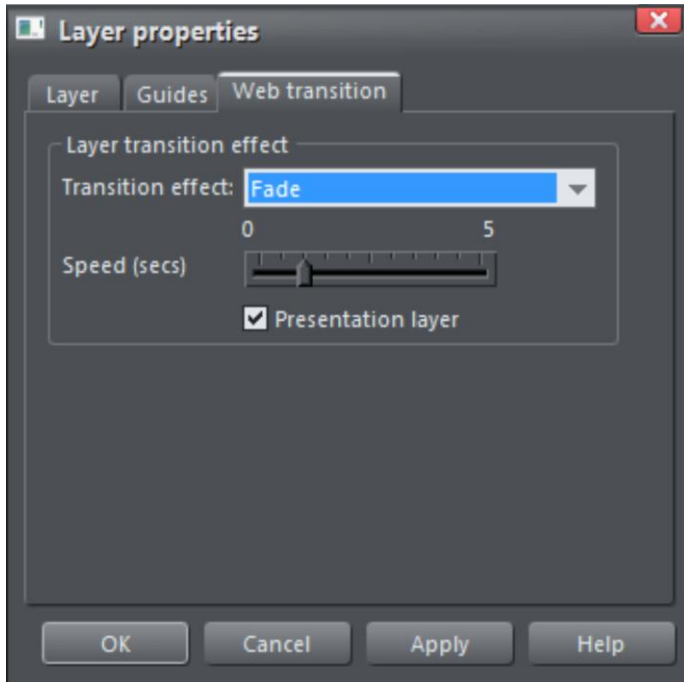 Layer properties
Layer Guides Web transition
Layer transition effect
Transition effect: Fade
0 5
Speed (secs)
Presentation layer
OK Cancel Apply Help